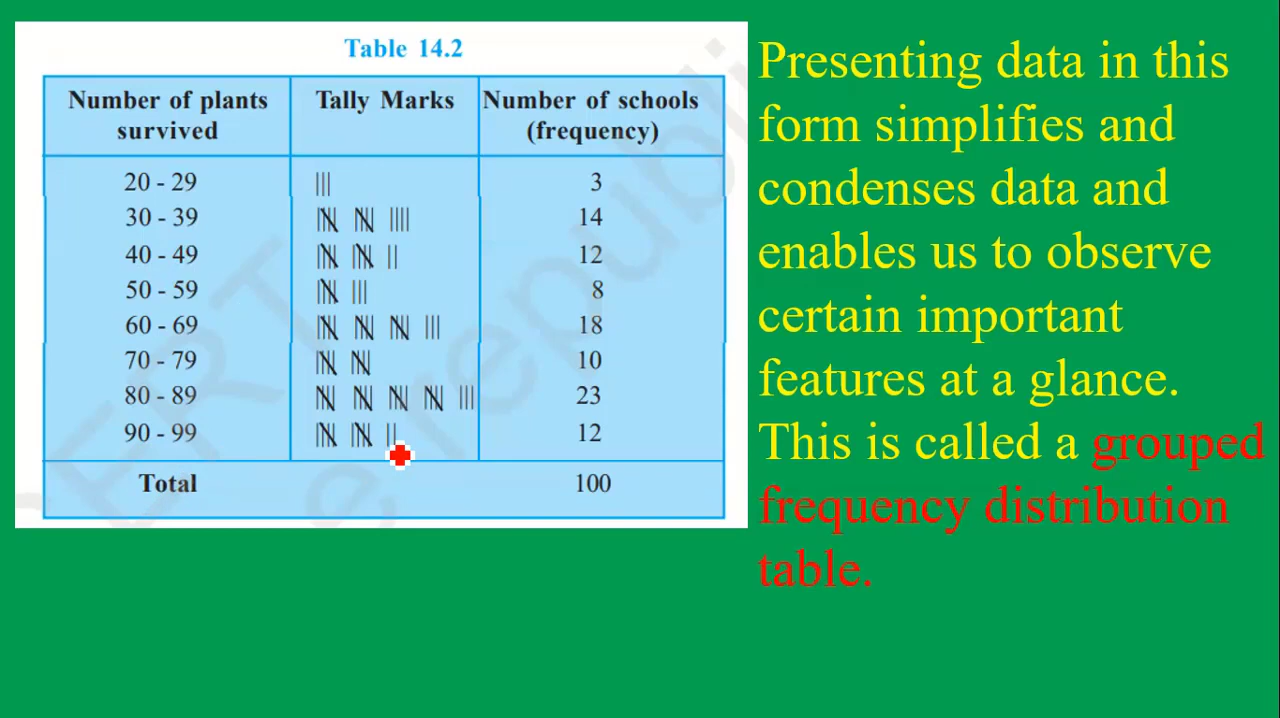 Table 14.2
Number of plants survived Tally Marks Number of schools (frequency)
20 - 29 3
30 - 39 14
40 - 49 12
50 - 59 8
60 - 69 18
70 - 79 10
80 - 89 23
90 - 99 12
Total 100
Presenting data in this
form simplifies and
condenses data and
enables us to observe
certain important
features at a glance.
This is called a grouped
frequency distribution
table.